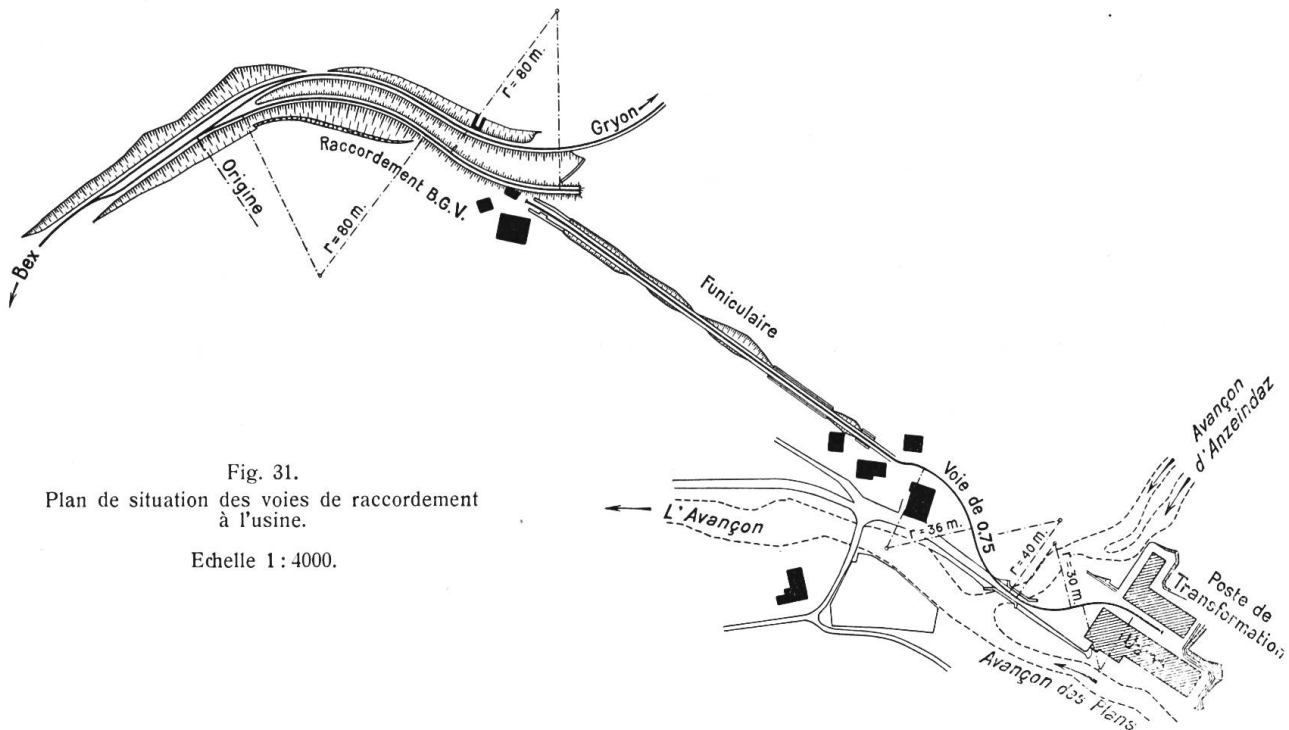 r = 80 m.
Gryon
Raccordement B.G.V.
Origine
r = 80 m.
Bex
Funiculaire
Avançon
d'Anzeindaz
Fig. 31.
Plan de situation des voies de raccordement
à l'usine.
Echelle 1 : 4000.
L'Avançon
Voie de 0.75
r = 36 m.
r = 40 m.
r = 30 m.
Poste de
Transformation
Avançon des Plans